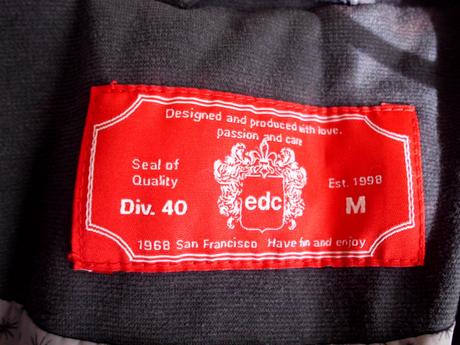 Designed and produced with love,
passion and care
Seal of
Quality
Est. 1998
Div. 40
edc
M
1968 San Francisco Have fun and enjoy